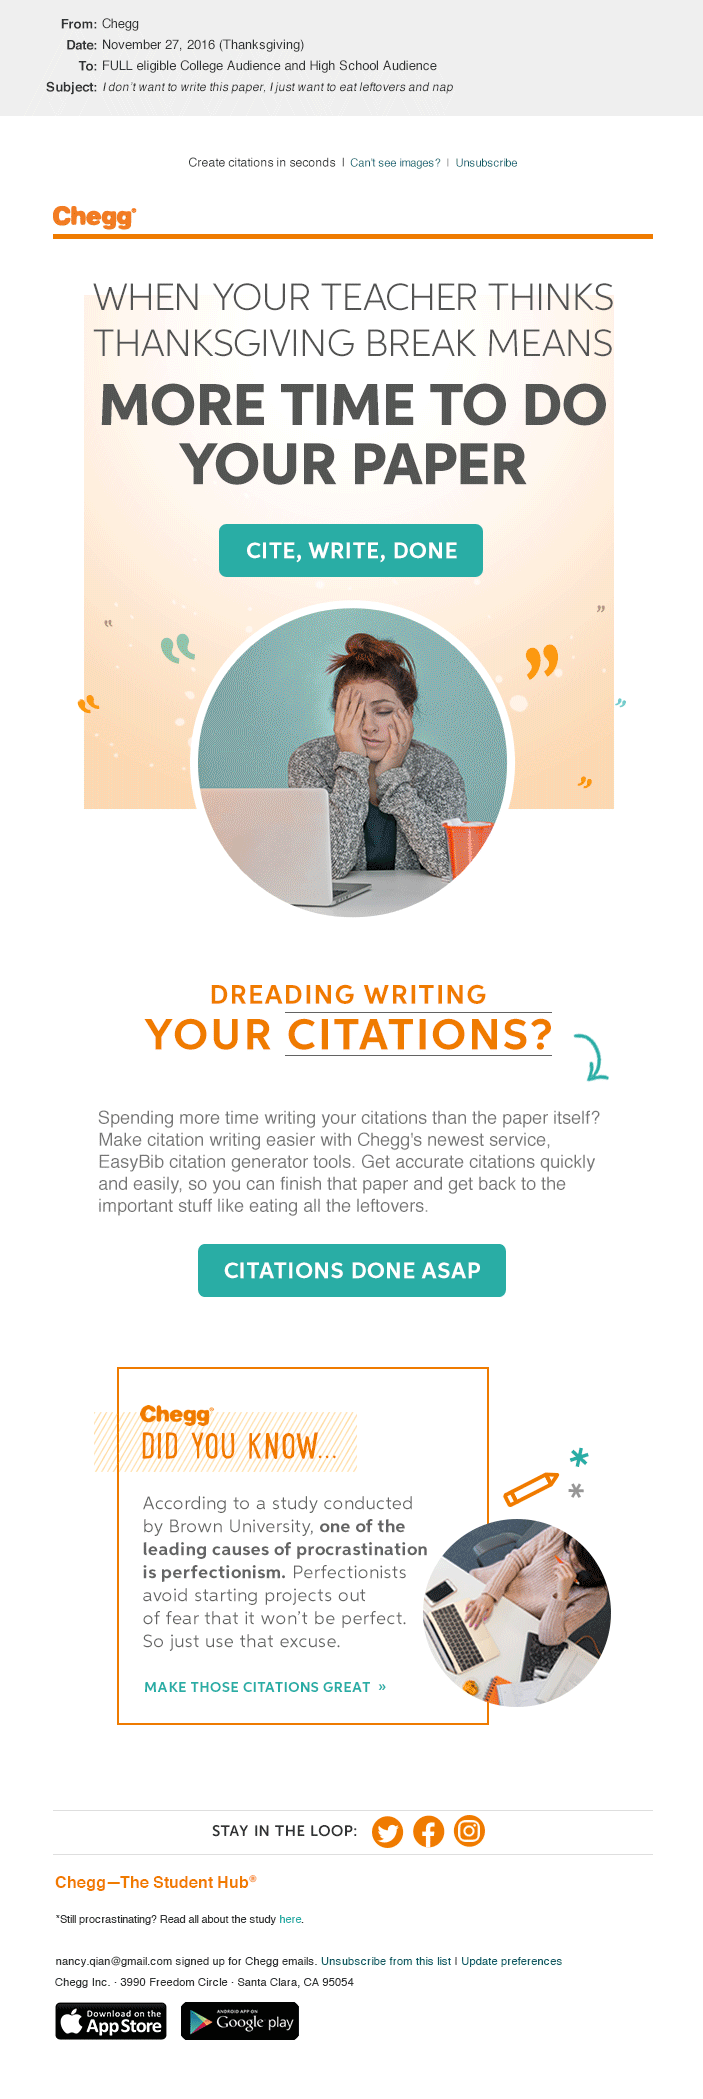 From: Chegg
Date: November 27, 2016 (Thanksgiving)
To: FULL eligible College Audience and High School Audience
Subject: I don't want to write this paper, I just want to eat leftovers and nap
Create citations in seconds | Can't see images? | Unsubscribe
Chegg®
WHEN YOUR TEACHER THINKS
THANKSGIVING BREAK MEANS
MORE TIME TO DO
YOUR PAPER
CITE, WRITE, DONE
DREADING WRITING
YOUR CITATIONS?
Spending more time writing your citations than the paper itself?
Make citation writing easier with Chegg's newest service,
EasyBib citation generator tools. Get accurate citations quickly
and easily, so you can finish that paper and get back to the
important stuff like eating all the leftovers.
CITATIONS DONE ASAP
Chegg®
DID YOU KNOW...
According to a study conducted
by Brown University, one of the
leading causes of procrastination
is perfectionism. Perfectionists
avoid starting projects out
of fear that it won't be perfect.
So just use that excuse.
MAKE THOSE CITATIONS GREAT »
STAY IN THE LOOP:
Chegg—The Student Hub®
*Still procrastinating? Read all about the study here.
nancy.qian@gmail.com signed up for Chegg emails. Unsubscribe from this list | Update preferences
Chegg Inc. · 3990 Freedom Circle · Santa Clara, CA 95054
Download on the
App Store
ANDROID APP ON
Google play